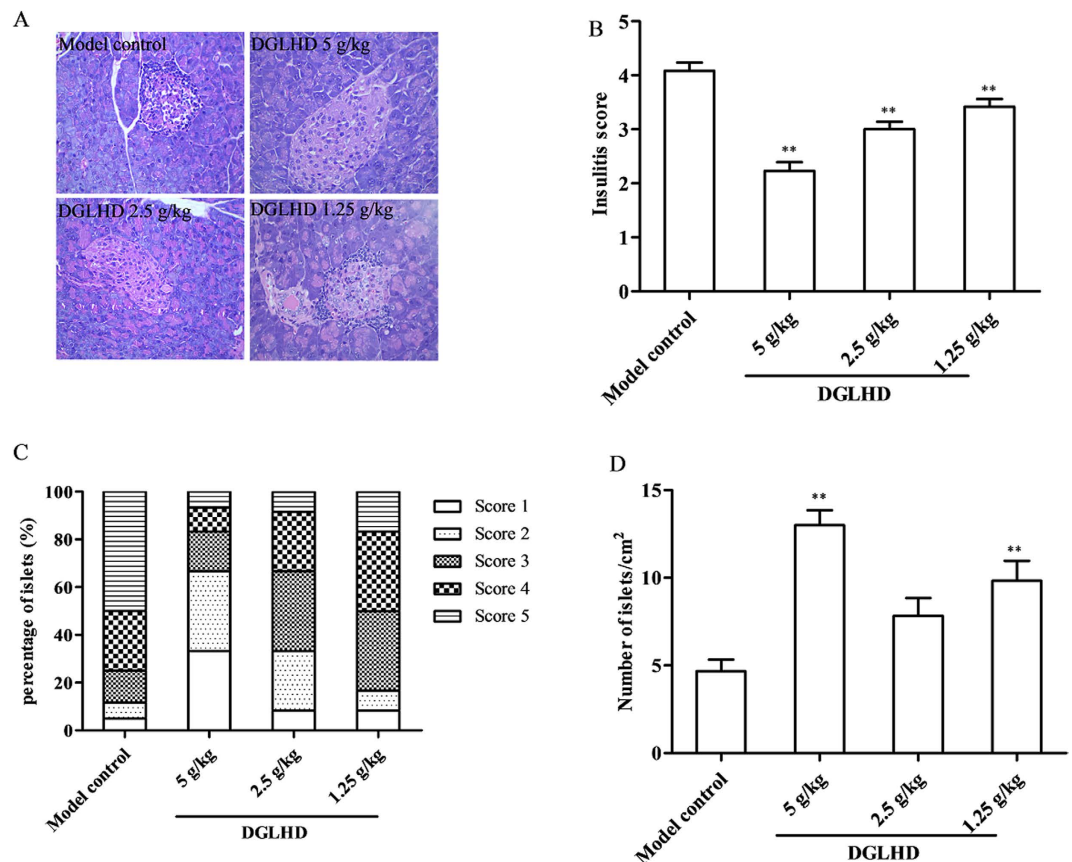 A
Model control
DGLHD 5 g/kg
DGLHD 2.5 g/kg
DGLHD 1.25 g/kg
B
Insulitis score
5
4
3
2
1
0
**
**
**
Model control
5 g/kg
2.5 g/kg
1.25 g/kg
DGLHD
C
percentage of islets (%)
100
80
60
40
20
0
Model control
5 g/kg
2.5 g/kg
1.25 g/kg
DGLHD
Score 1
Score 2
Score 3
Score 4
Score 5
D
Number of islets/cm²
15
10
5
0
**
**
Model control
5 g/kg
2.5 g/kg
1.25 g/kg
DGLHD